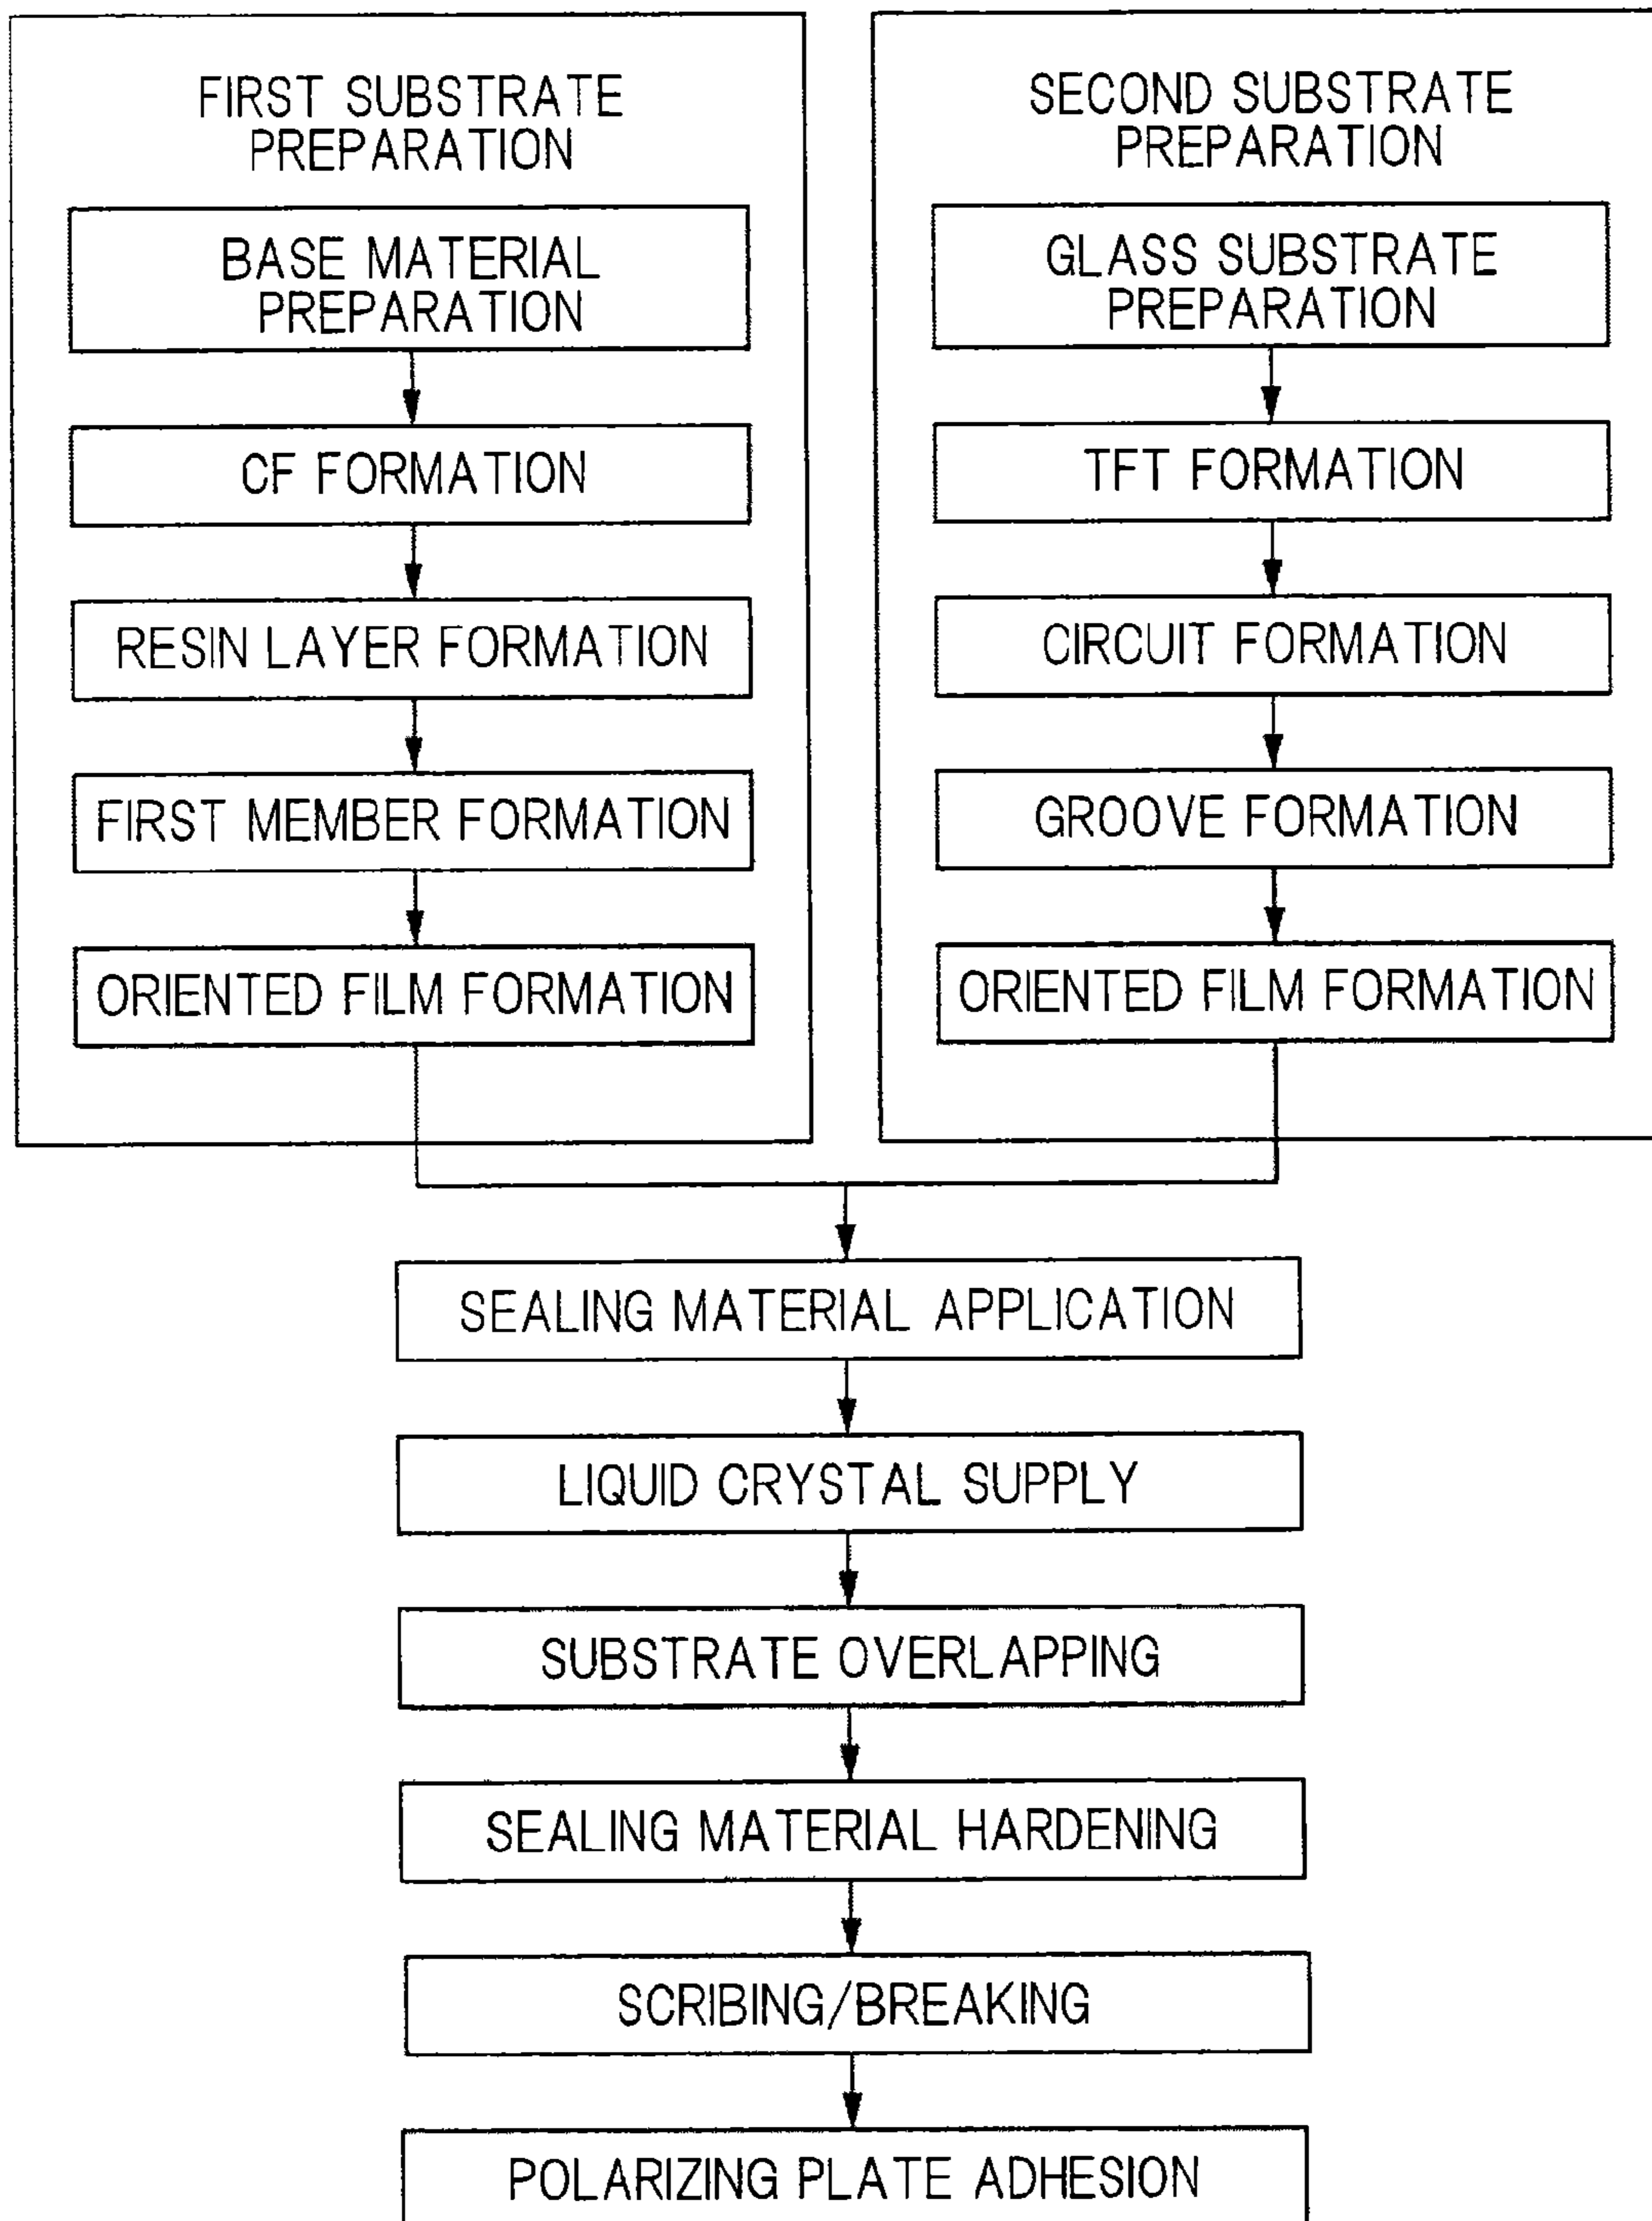 FIRST SUBSTRATE
PREPARATION
BASE MATERIAL
PREPARATION
CF FORMATION
RESIN LAYER FORMATION
FIRST MEMBER FORMATION
ORIENTED FILM FORMATION
SECOND SUBSTRATE
PREPARATION
GLASS SUBSTRATE
PREPARATION
TFT FORMATION
CIRCUIT FORMATION
GROOVE FORMATION
ORIENTED FILM FORMATION
SEALING MATERIAL APPLICATION
LIQUID CRYSTAL SUPPLY
SUBSTRATE OVERLAPPING
SEALING MATERIAL HARDENING
SCRIBING/BREAKING
POLARIZING PLATE ADHESION